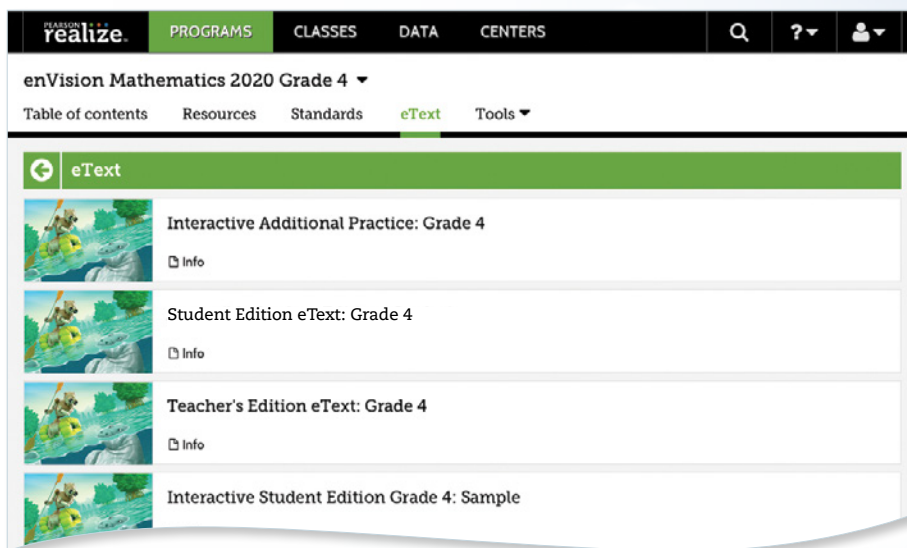 PEARSON
realize.
PROGRAMS CLASSES DATA CENTERS ?
enVision Mathematics 2020 Grade 4
Table of contents Resources Standards eText Tools
eText
Interactive Additional Practice: Grade 4
Info
Student Edition eText: Grade 4
Info
Teacher's Edition eText: Grade 4
Info
Interactive Student Edition Grade 4: Sample